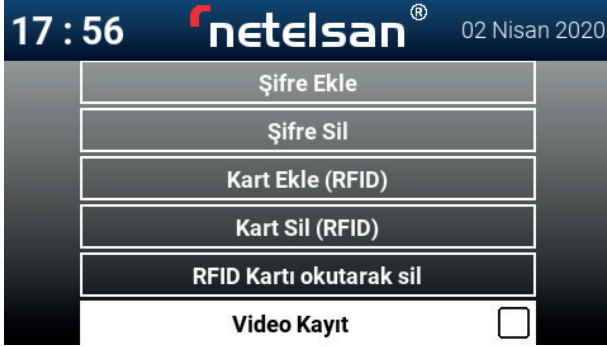 17 : 56 netelsan® 02 Nisan 2020
Şifre Ekle
Şifre Sil
Kart Ekle (RFID)
Kart Sil (RFID)
RFID Kartı okutarak sil
Video Kayıt